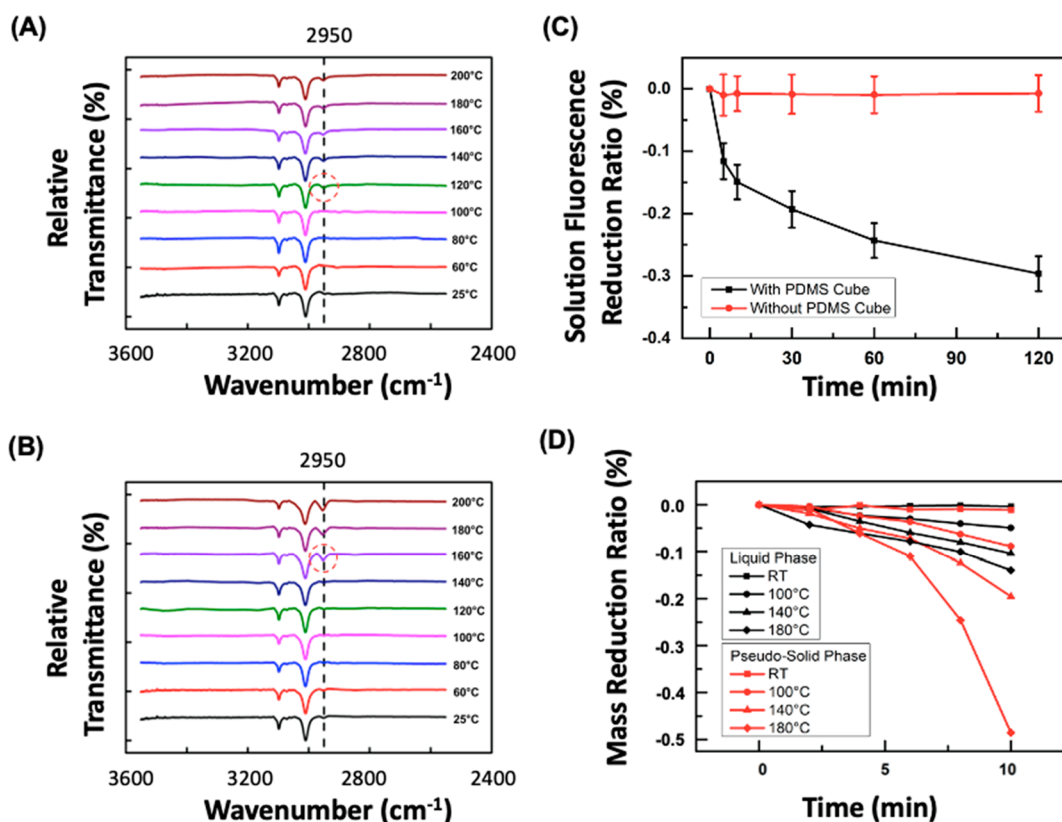 (A)
2950
Relative
Transmittance (%)
200°C
180°C
160°C
140°C
120°C
100°C
80°C
60°C
25°C
3600 3200 2800 2400
Wavenumber (cm⁻¹)
(B)
2950
Relative
Transmittance (%)
200°C
180°C
160°C
140°C
120°C
100°C
80°C
60°C
25°C
3600 3200 2800 2400
Wavenumber (cm⁻¹)
(C)
Solution Fluorescence
Reduction Ratio (%)
0.0
-0.1
-0.2
-0.3
-0.4
With PDMS Cube
Without PDMS Cube
0 30 60 90 120
Time (min)
(D)
Mass Reduction Ratio (%)
0.0
-0.1
-0.2
-0.3
-0.4
-0.5
Liquid Phase
RT
100°C
140°C
180°C
Pseudo-Solid Phase
RT
100°C
140°C
180°C
0 5 10
Time (min)